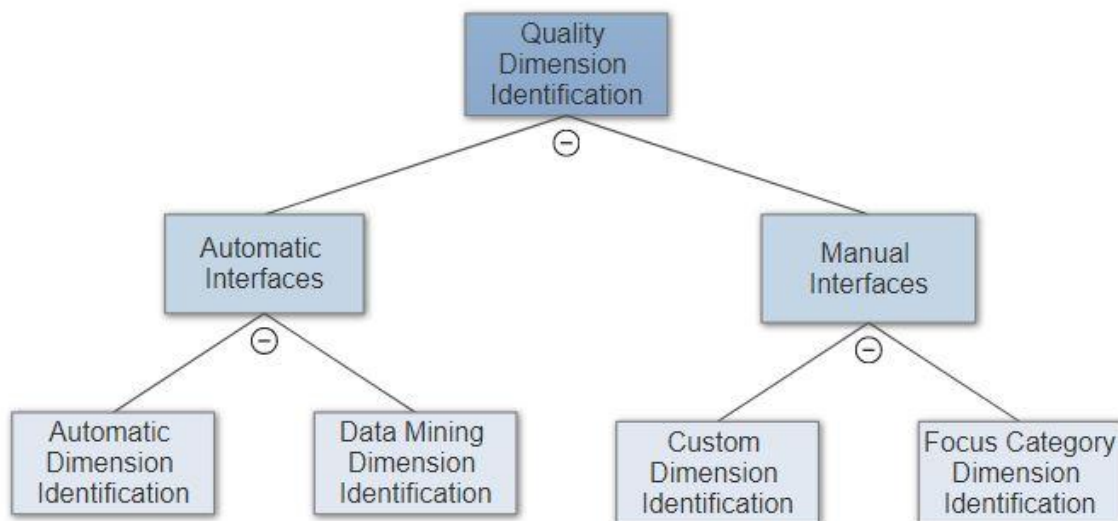 Quality
Dimension
Identification
Automatic
Interfaces
Manual
Interfaces
Automatic
Dimension
Identification
Data Mining
Dimension
Identification
Custom
Dimension
Identification
Focus Category
Dimension
Identification